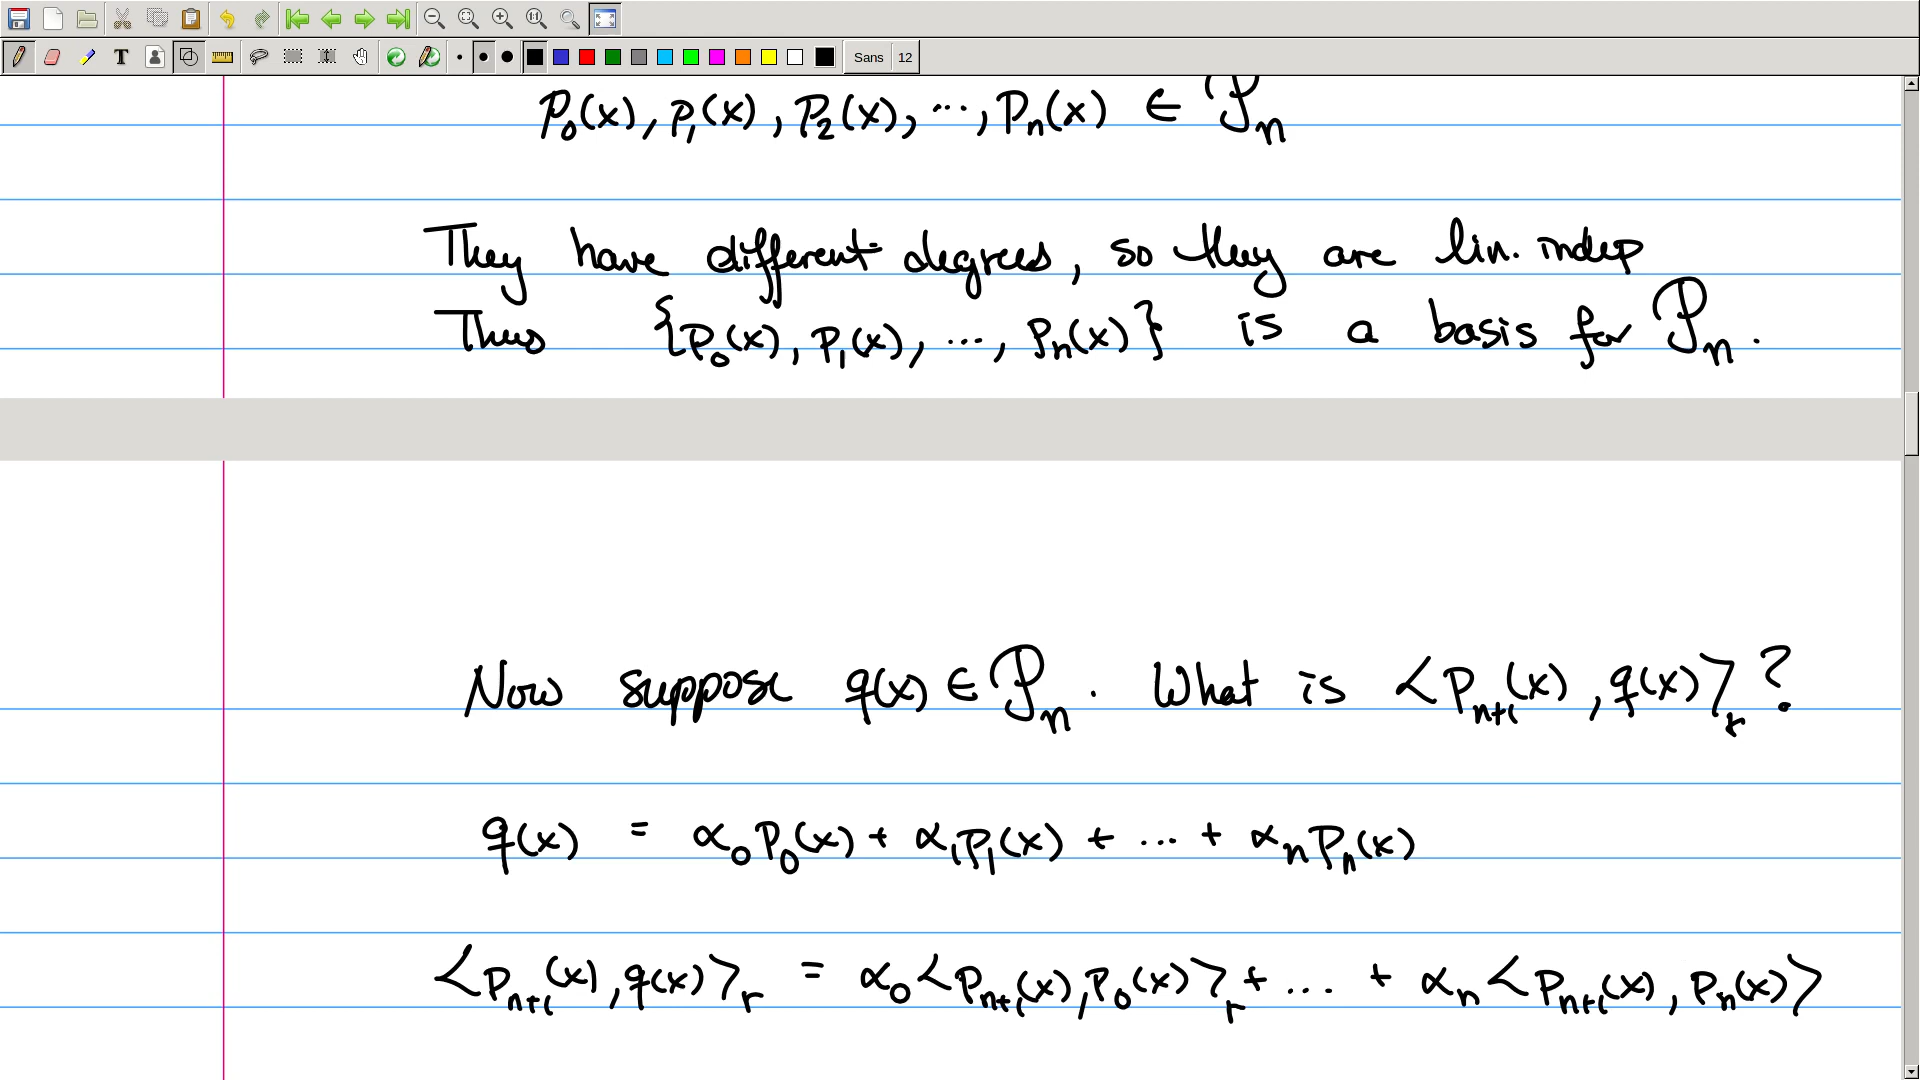 T Sans 12
p₀(x), p₁(x), p₂(x), ..., pₙ(x) ∈ 𝒫ₙ
They have different degrees, so they are lin. indep
Thus {p₀(x), p₁(x), ..., pₙ(x)} is a basis for 𝒫ₙ.
Now suppose q(x) ∈ 𝒫ₙ. What is <pₙ₊₁(x), q(x)>ᵣ?
q(x) = α₀p₀(x) + α₁p₁(x) + ... + αₙpₙ(x)
<pₙ₊₁(x), q(x)>ᵣ = α₀<pₙ₊₁(x), p₀(x)>ᵣ + ... + αₙ<pₙ₊₁(x), pₙ(x)>